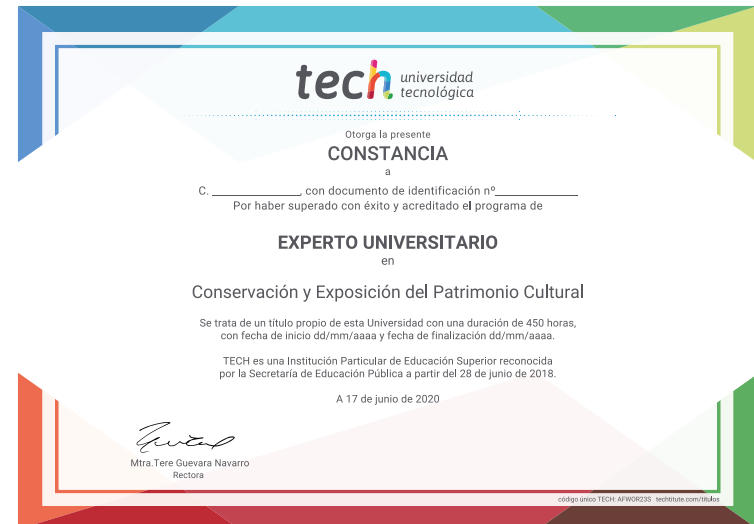 tech universidad
tecnológica
Otorga la presente
CONSTANCIA
a
C. ______________, con documento de identificación nº______________
Por haber superado con éxito y acreditado el programa de
EXPERTO UNIVERSITARIO
en
Conservación y Exposición del Patrimonio Cultural
Se trata de un título propio de esta Universidad con una duración de 450 horas,
con fecha de inicio dd/mm/aaaa y fecha de finalización dd/mm/aaaa.
TECH es una Institución Particular de Educación Superior reconocida
por la Secretaría de Educación Pública a partir del 28 de junio de 2018.
A 17 de junio de 2020
Mtra.Tere Guevara Navarro
Rectora
código único TECH: AFWOR23S techtitute.com/titulos